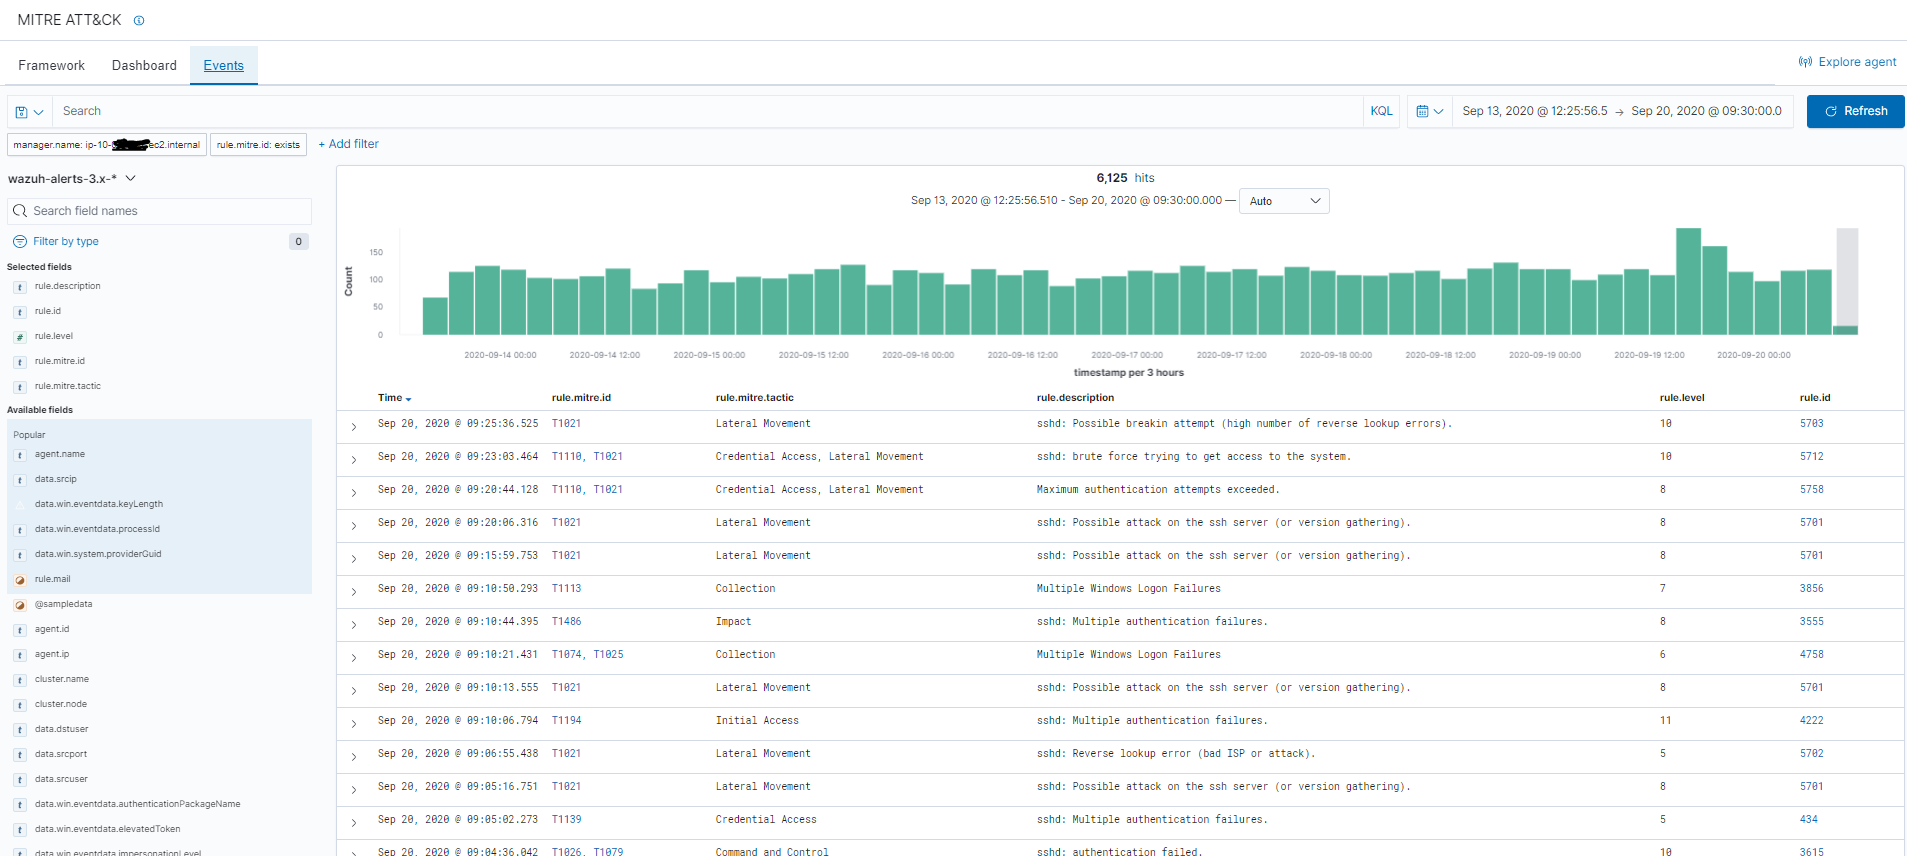 MITRE ATT&CK
Framework Dashboard Events
Explore agent
Search
KQL
Sep 13, 2020 @ 12:25:56.5 → Sep 20, 2020 @ 09:30:00.0
Refresh
manager.name: ip-10- ec2.internal
rule.mitre.id: exists
+ Add filter
wazuh-alerts-3.x-*
Search field names
Filter by type 0
Selected fields
t rule.description
t rule.id
# rule.level
t rule.mitre.id
t rule.mitre.tactic
Available fields
Popular
t agent.name
t data.srcip
data.win.eventdata.keyLength
t data.win.eventdata.processId
t data.win.system.providerGuid
rule.mail
@sampledata
t agent.id
t agent.ip
t cluster.name
t cluster.node
t data.dstuser
t data.srcport
t data.srcuser
t data.win.eventdata.authenticationPackageName
t data.win.eventdata.elevatedToken
t data.win.eventdata.impersonationLevel
6,125 hits
Sep 13, 2020 @ 12:25:56.510 - Sep 20, 2020 @ 09:30:00.000 — Auto
Count
150
100
50
0
2020-09-14 00:00 2020-09-14 12:00 2020-09-15 00:00 2020-09-15 12:00 2020-09-16 00:00 2020-09-16 12:00 2020-09-17 00:00 2020-09-17 12:00 2020-09-18 00:00 2020-09-18 12:00 2020-09-19 00:00 2020-09-19 12:00 2020-09-20 00:00
timestamp per 3 hours
Time rule.mitre.id rule.mitre.tactic rule.description rule.level rule.id
Sep 20, 2020 @ 09:25:36.525 T1021 Lateral Movement sshd: Possible breakin attempt (high number of reverse lookup errors). 10 5703
Sep 20, 2020 @ 09:23:03.464 T1110, T1021 Credential Access, Lateral Movement sshd: brute force trying to get access to the system. 10 5712
Sep 20, 2020 @ 09:20:44.128 T1110, T1021 Credential Access, Lateral Movement Maximum authentication attempts exceeded. 8 5758
Sep 20, 2020 @ 09:20:06.316 T1021 Lateral Movement sshd: Possible attack on the ssh server (or version gathering). 8 5701
Sep 20, 2020 @ 09:15:59.753 T1021 Lateral Movement sshd: Possible attack on the ssh server (or version gathering). 8 5701
Sep 20, 2020 @ 09:10:50.293 T1113 Collection Multiple Windows Logon Failures 7 3856
Sep 20, 2020 @ 09:10:44.395 T1486 Impact sshd: Multiple authentication failures. 8 3555
Sep 20, 2020 @ 09:10:21.431 T1074, T1025 Collection Multiple Windows Logon Failures 6 4758
Sep 20, 2020 @ 09:10:13.555 T1021 Lateral Movement sshd: Possible attack on the ssh server (or version gathering). 8 5701
Sep 20, 2020 @ 09:10:06.794 T1194 Initial Access sshd: Multiple authentication failures. 11 4222
Sep 20, 2020 @ 09:06:55.438 T1021 Lateral Movement sshd: Reverse lookup error (bad ISP or attack). 5 5702
Sep 20, 2020 @ 09:05:16.751 T1021 Lateral Movement sshd: Possible attack on the ssh server (or version gathering). 8 5701
Sep 20, 2020 @ 09:05:02.273 T1139 Credential Access sshd: Multiple authentication failures. 5 434
Sep 20, 2020 @ 09:04:36.042 T1026, T1079 Command and Control sshd: authentication failed. 10 3615